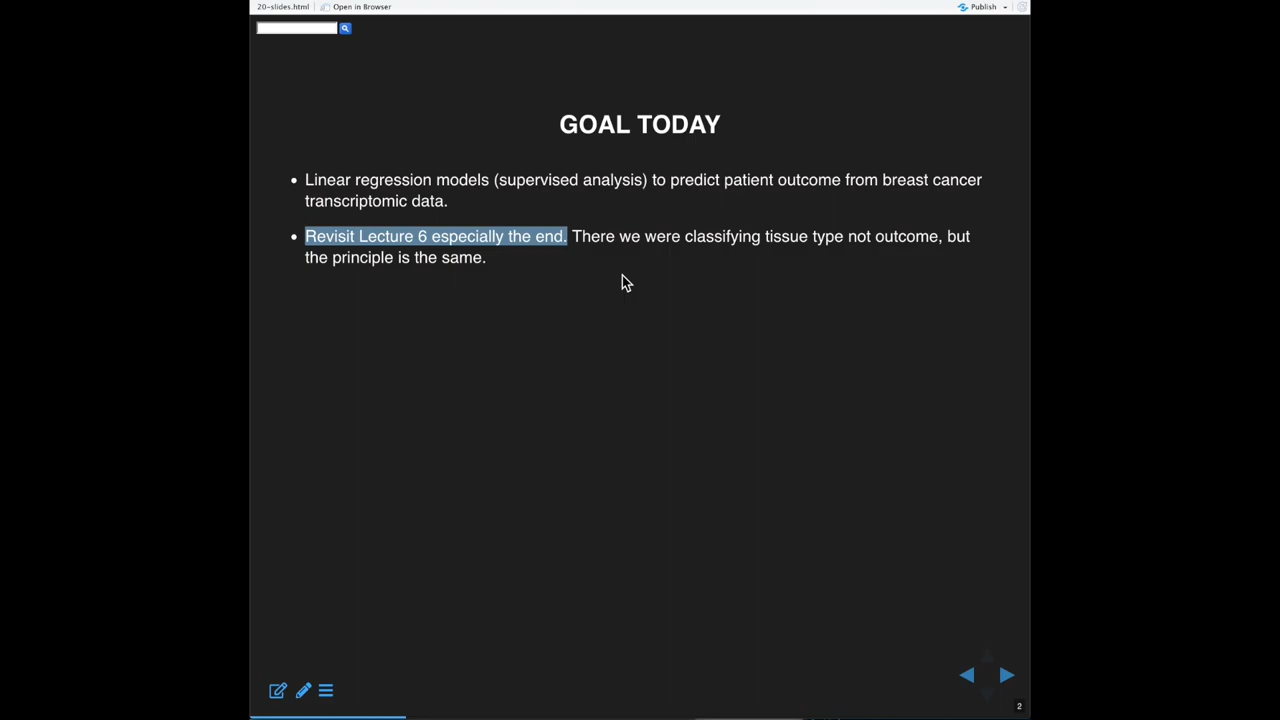 20-slides.html Open in Browser Publish
GOAL TODAY
• Linear regression models (supervised analysis) to predict patient outcome from breast cancer
transcriptomic data.
• Revisit Lecture 6 especially the end. There we were classifying tissue type not outcome, but
the principle is the same.
2